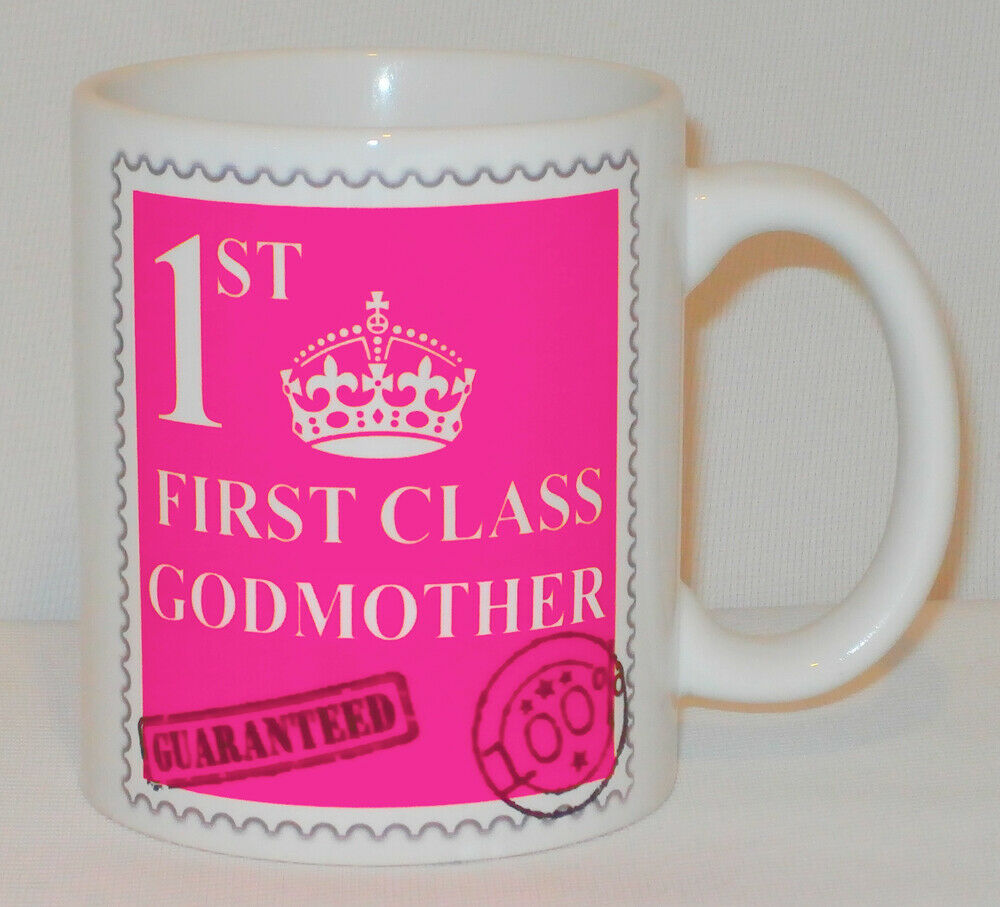 1ST
FIRST CLASS
GODMOTHER
GUARANTEED
100%